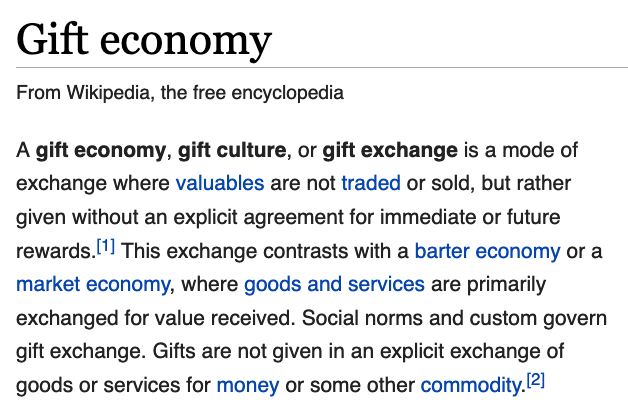 Gift economy
From Wikipedia, the free encyclopedia
A gift economy, gift culture, or gift exchange is a mode of
exchange where valuables are not traded or sold, but rather
given without an explicit agreement for immediate or future
rewards.[1] This exchange contrasts with a barter economy or a
market economy, where goods and services are primarily
exchanged for value received. Social norms and custom govern
gift exchange. Gifts are not given in an explicit exchange of
goods or services for money or some other commodity.[2]